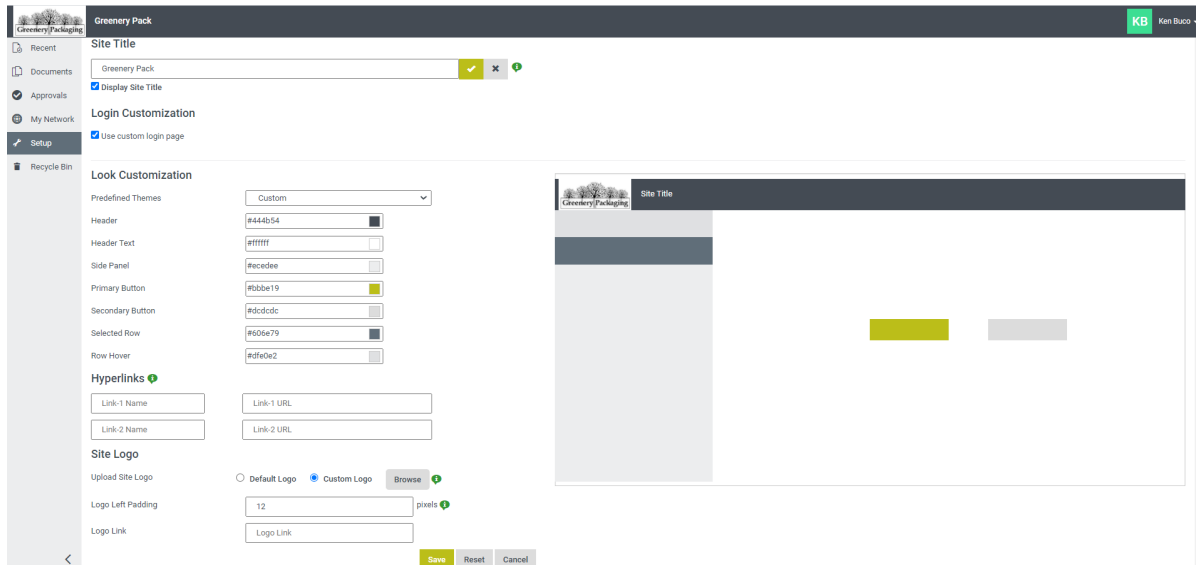 Greenery Packaging
Greenery Pack
KB
Ken Buco
Recent
Documents
Approvals
My Network
Setup
Recycle Bin
Site Title
Greenery Pack
Display Site Title
Login Customization
Use custom login page
Look Customization
Predefined Themes
Custom
Header
#444b54
Header Text
#ffffff
Side Panel
#ecedee
Primary Button
#bbbe19
Secondary Button
#dcdcdc
Selected Row
#606e79
Row Hover
#dfe0e2
Hyperlinks
Link-1 Name
Link-1 URL
Link-2 Name
Link-2 URL
Site Logo
Upload Site Logo
Default Logo
Custom Logo
Browse
Logo Left Padding
12
pixels
Logo Link
Logo Link
Save
Reset
Cancel
Greenery Packaging
Site Title